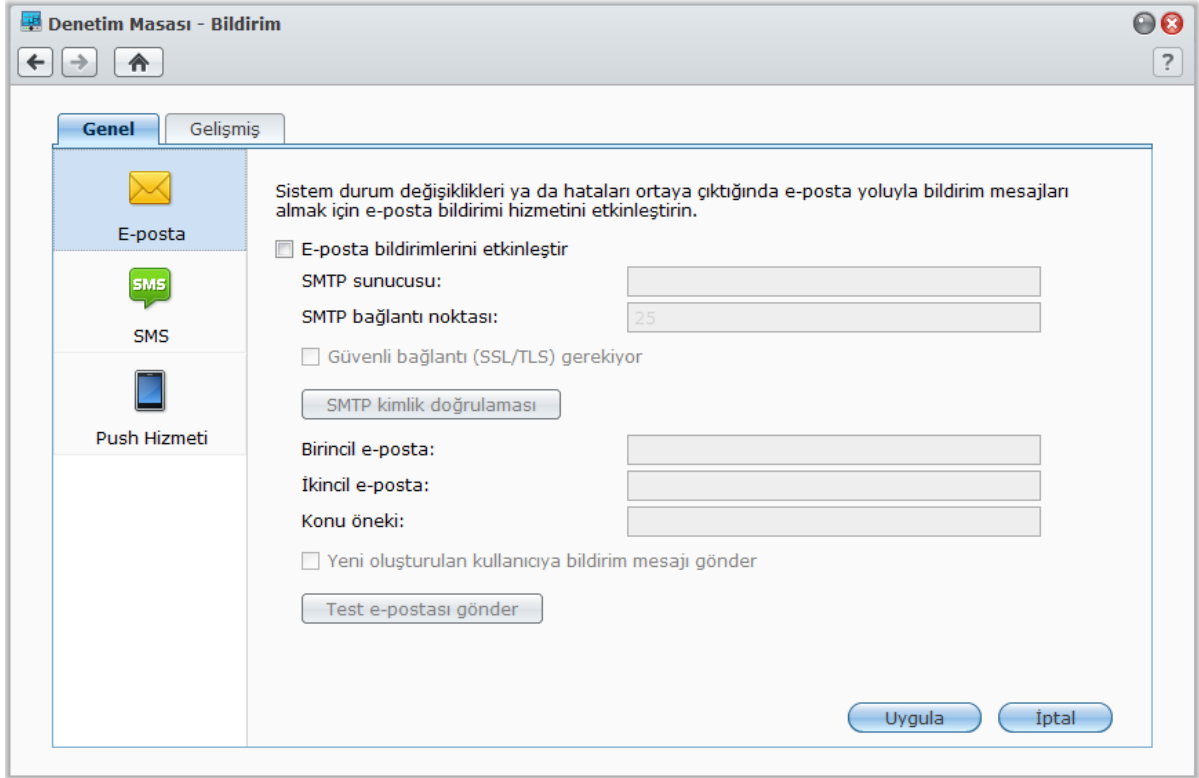 Denetim Masası - Bildirim
?
Genel
Gelişmiş
E-posta
SMS
SMS
Push Hizmeti
Sistem durum değişiklikleri ya da hataları ortaya çıktığında e-posta yoluyla bildirim mesajları
almak için e-posta bildirimi hizmetini etkinleştirin.
E-posta bildirimlerini etkinleştir
SMTP sunucusu:
SMTP bağlantı noktası:
25
Güvenli bağlantı (SSL/TLS) gerekiyor
SMTP kimlik doğrulaması
Birincil e-posta:
İkincil e-posta:
Konu öneki:
Yeni oluşturulan kullanıcıya bildirim mesajı gönder
Test e-postası gönder
Uygula
İptal